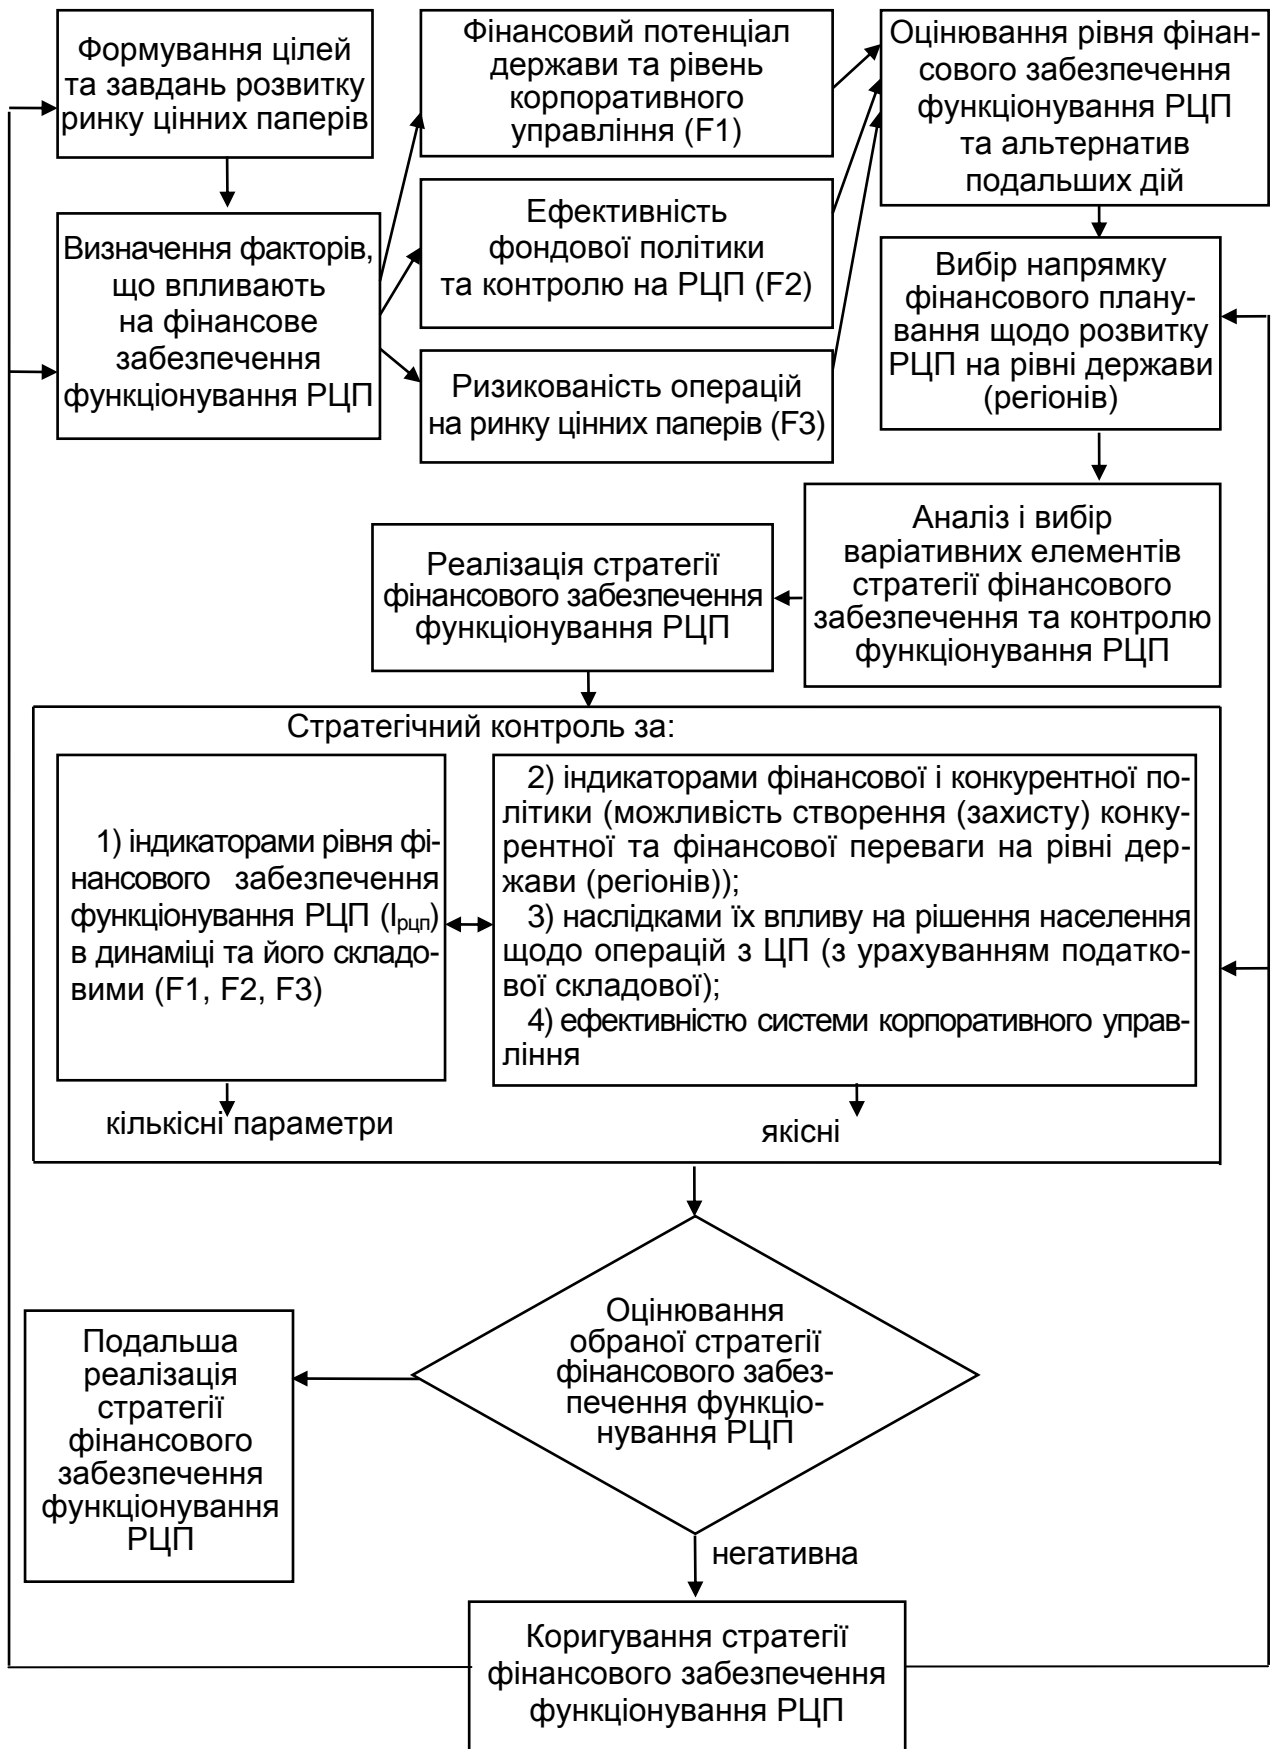 Формування цілей
та завдань розвитку
ринку цінних паперів
Фінансовий потенціал
держави та рівень
корпоративного
управління (F1)
Оцінювання рівня фінан-
сового забезпечення
функціонування РЦП
та альтернатив
подальших дій
Визначення факторів,
що впливають
на фінансове
забезпечення
функціонування РЦП
Ефективність
фондової політики
та контролю на РЦП (F2)
Ризикованість операцій
на ринку цінних паперів (F3)
Вибір напрямку
фінансового плану-
вання щодо розвитку
РЦП на рівні держави
(регіонів)
Аналіз і вибір
варіативних елементів
стратегії фінансового
забезпечення та контролю
функціонування РЦП
Реалізація стратегії
фінансового забезпечення
функціонування РЦП
Стратегічний контроль за:
1) індикаторами рівня фі-
нансового забезпечення
функціонування РЦП (Iрцп)
в динаміці та його складо-
вими (F1, F2, F3)
2) індикаторами фінансової і конкурентної по-
літики (можливість створення (захисту) конку-
рентної та фінансової переваги на рівні дер-
жави (регіонів));
3) наслідками їх впливу на рішення населення
щодо операцій з ЦП (з урахуванням податко-
вої складової);
4) ефективністю системи корпоративного управ-
ління
кількісні параметри
якісні
Оцінювання
обраної стратегії
фінансового забез-
печення функціо-
нування РЦП
Подальша
реалізація
стратегії
фінансового
забезпечення
функціонування
РЦП
негативна
Коригування стратегії
фінансового забезпечення
функціонування РЦП